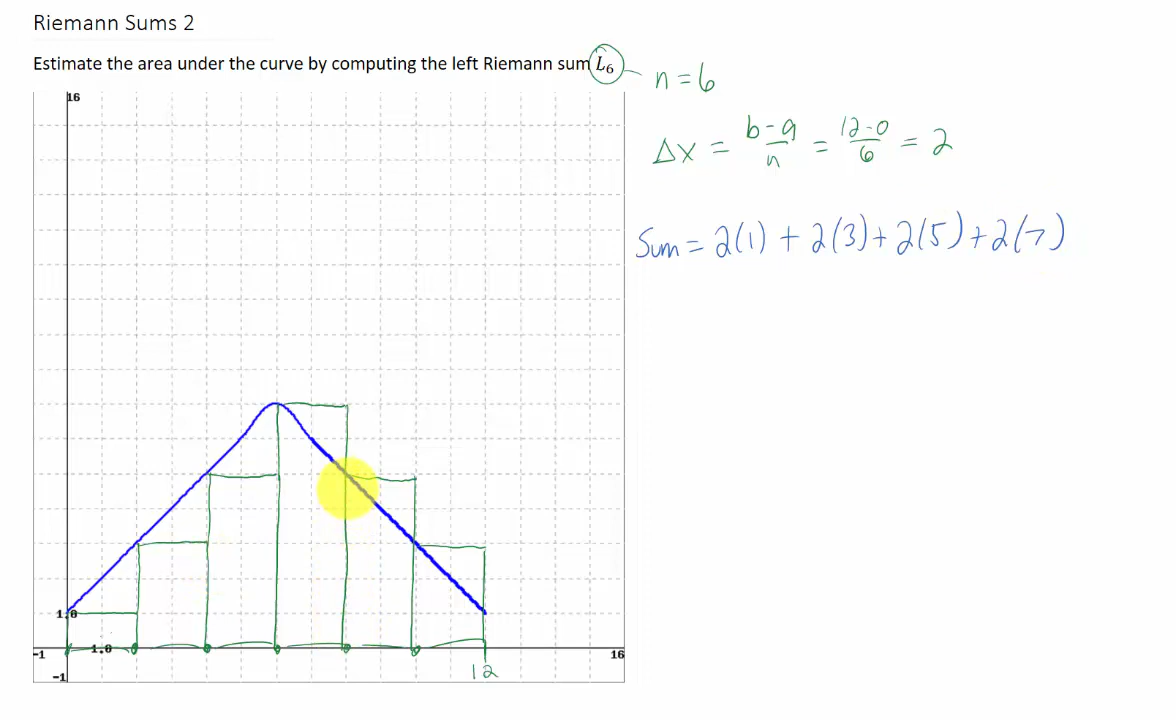 Riemann Sums 2
Estimate the area under the curve by computing the left Riemann sum L₆
n = 6
Δx = b-a/n = 12-0/6 = 2
Sum = 2(1) + 2(3) + 2(5) + 2(7)
16
1.0
-1
1.0
16
-1
12